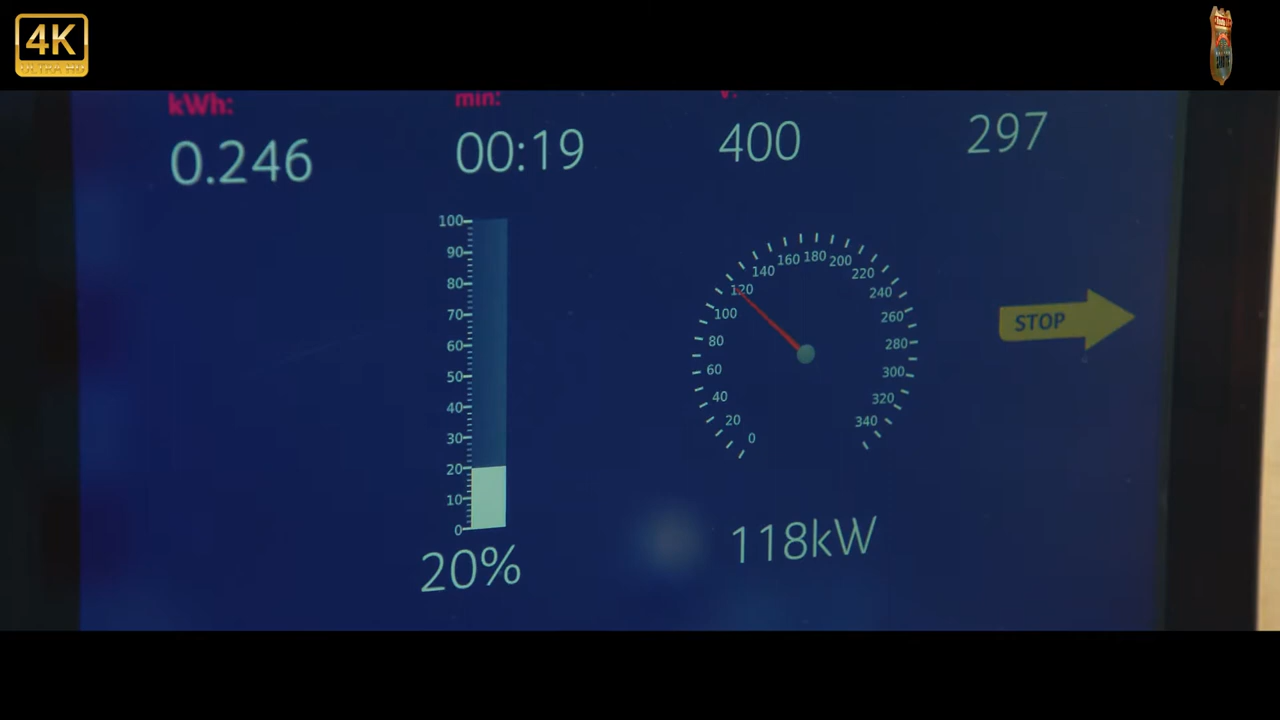 4K
ULTRA HD
kWh: min: V:
0.246 00:19 400 297
100
90
80
70
60
50
40
30
20
10
0
20%
0 20 40 60 80 100 120 140 160 180 200 220 240 260 280 300 320 340
118kW
STOP